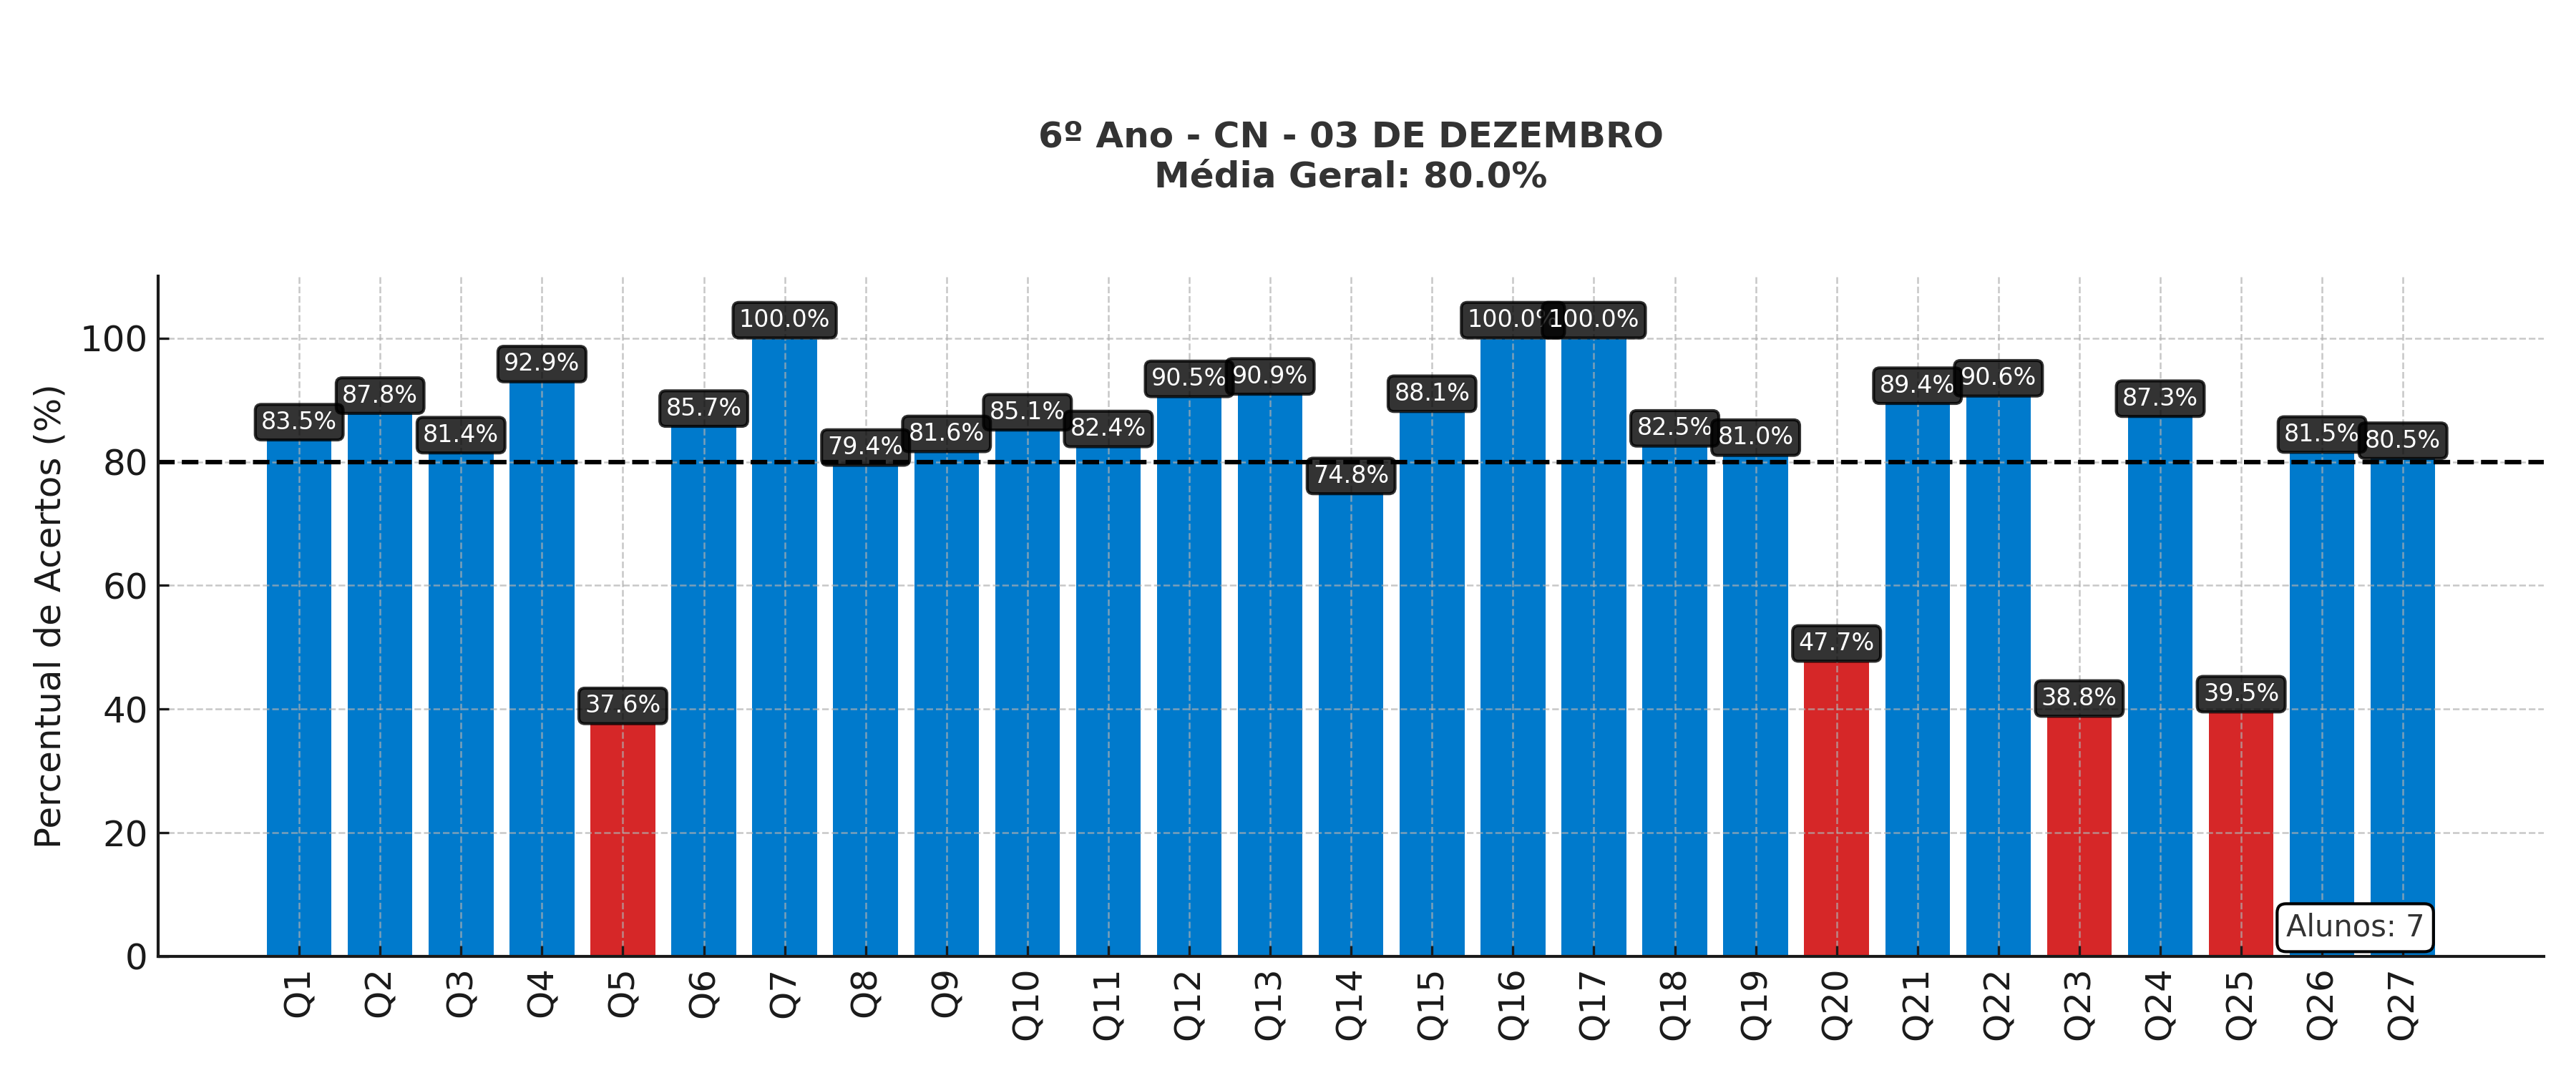 6º Ano - CN - 03 DE DEZEMBRO
Média Geral: 80.0%
Percentual de Acertos (%)
100
80
60
40
20
0
83.5%
87.8%
81.4%
92.9%
37.6%
85.7%
100.0%
79.4%
81.6%
85.1%
82.4%
90.5%
90.9%
74.8%
88.1%
100.0%
100.0%
82.5%
81.0%
47.7%
89.4%
90.6%
38.8%
87.3%
39.5%
81.5%
80.5%
Alunos: 7
Q1
Q2
Q3
Q4
Q5
Q6
Q7
Q8
Q9
Q10
Q11
Q12
Q13
Q14
Q15
Q16
Q17
Q18
Q19
Q20
Q21
Q22
Q23
Q24
Q25
Q26
Q27